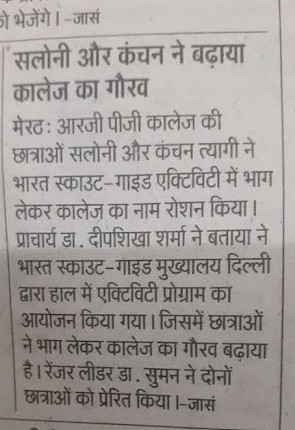 ो भेजेंगे। -जासं
सलोनी और कंचन ने बढ़ाया
कालेज का गौरव
मेरठः आरजी पीजी कालेज की
छात्राओं सलोनी और कंचन त्यागी ने
भारत स्काउट-गाइड एक्टिविटी में भाग
लेकर कालेज का नाम रोशन किया।
प्राचार्य डा. दीपशिखा शर्मा ने बताया ने
भारत स्काउट-गाइड मुख्यालय दिल्ली
द्वारा हाल में एक्टिविटी प्रोग्राम का
आयोजन किया गया। जिसमें छात्राओं
ने भाग लेकर कालेज का गौरव बढ़ाया
है। रेंजर लीडर डा. सुमन ने दोनों
छात्राओं को प्रेरित किया।-जासं